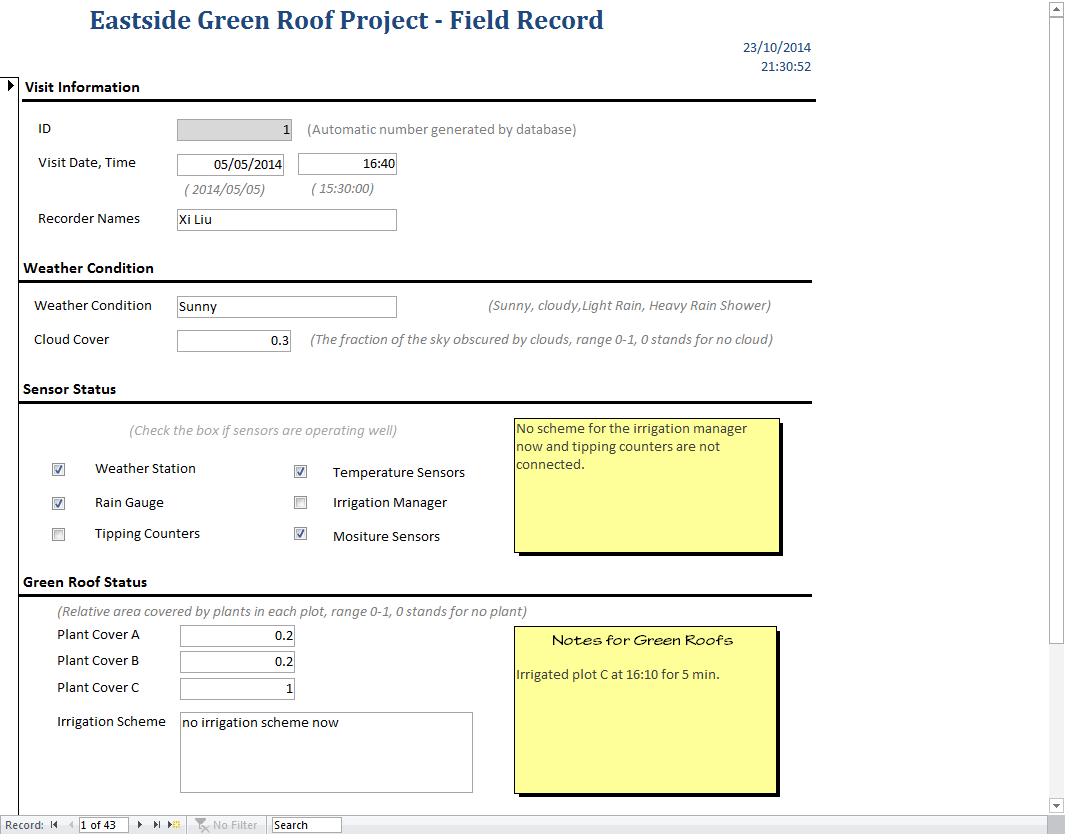 Eastside Green Roof Project - Field Record
23/10/2014
21:30:52
Visit Information
ID 1 (Automatic number generated by database)
Visit Date, Time 05/05/2014 16:40
( 2014/05/05) ( 15:30:00)
Recorder Names Xi Liu
Weather Condition
Weather Condition Sunny (Sunny, cloudy,Light Rain, Heavy Rain Shower)
Cloud Cover 0.3 (The fraction of the sky obscured by clouds, range 0-1, 0 stands for no cloud)
Sensor Status
(Check the box if sensors are operating well)
Weather Station Temperature Sensors
Rain Gauge Irrigation Manager
Tipping Counters Mositure Sensors
No scheme for the irrigation manager
now and tipping counters are not
connected.
Green Roof Status
(Relative area covered by plants in each plot, range 0-1, 0 stands for no plant)
Plant Cover A 0.2
Plant Cover B 0.2
Plant Cover C 1
Irrigation Scheme no irrigation scheme now
Notes for Green Roofs
Irrigated plot C at 16:10 for 5 min.
Record: 1 of 43 No Filter Search